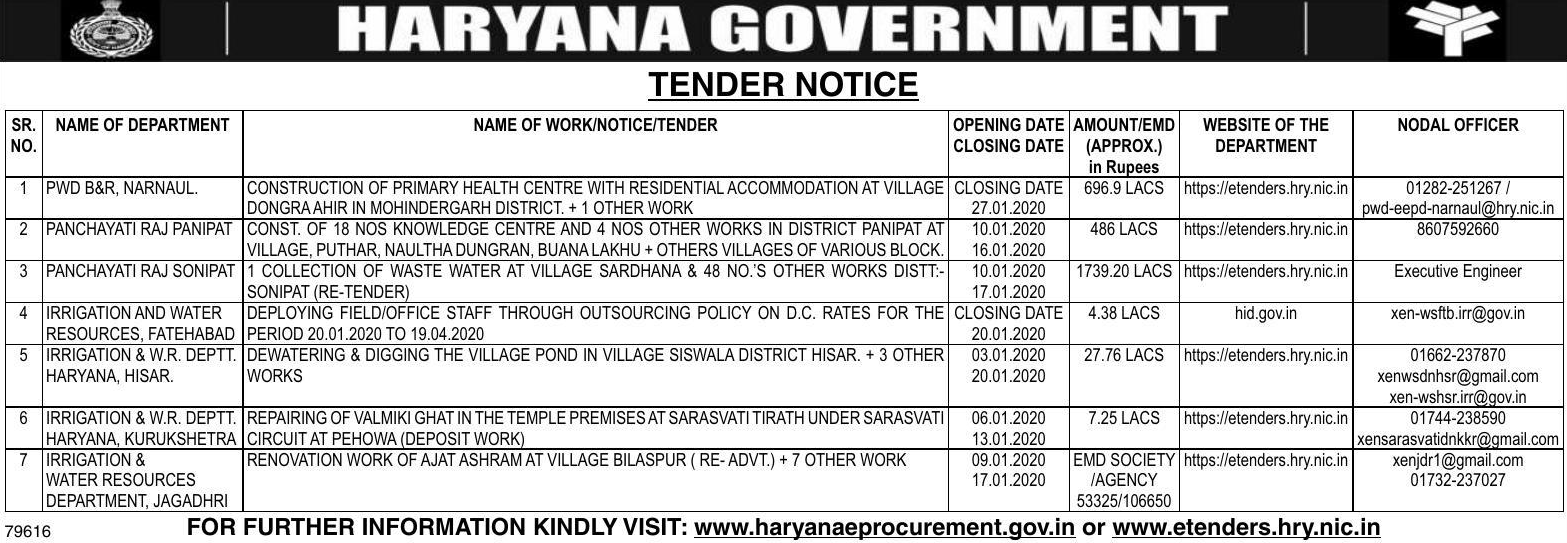 HARYANA GOVERNMENT
TENDER NOTICE
SR. NO. NAME OF DEPARTMENT NAME OF WORK/NOTICE/TENDER OPENING DATE CLOSING DATE AMOUNT/EMD (APPROX.) in Rupees WEBSITE OF THE DEPARTMENT NODAL OFFICER
1 PWD B&R, NARNAUL. CONSTRUCTION OF PRIMARY HEALTH CENTRE WITH RESIDENTIAL ACCOMMODATION AT VILLAGE CLOSING DATE 696.9 LACS https://etenders.hry.nic.in 01282-251267 /
DONGRA AHIR IN MOHINDERGARH DISTRICT. + 1 OTHER WORK 27.01.2020 pwd-eepd-narnaul@hry.nic.in
2 PANCHAYATI RAJ PANIPAT CONST. OF 18 NOS KNOWLEDGE CENTRE AND 4 NOS OTHER WORKS IN DISTRICT PANIPAT AT 10.01.2020 486 LACS https://etenders.hry.nic.in 8607592660
VILLAGE, PUTHAR, NAULTHA DUNGRAN, BUANA LAKHU + OTHERS VILLAGES OF VARIOUS BLOCK. 16.01.2020
3 PANCHAYATI RAJ SONIPAT 1 COLLECTION OF WASTE WATER AT VILLAGE SARDHANA & 48 NO.'S OTHER WORKS DISTT:- 10.01.2020 1739.20 LACS https://etenders.hry.nic.in Executive Engineer
SONIPAT (RE-TENDER) 17.01.2020
4 IRRIGATION AND WATER DEPLOYING FIELD/OFFICE STAFF THROUGH OUTSOURCING POLICY ON D.C. RATES FOR THE CLOSING DATE 4.38 LACS hid.gov.in xen-wsftb.irr@gov.in
RESOURCES, FATEHABAD PERIOD 20.01.2020 TO 19.04.2020 20.01.2020
5 IRRIGATION & W.R. DEPTT. DEWATERING & DIGGING THE VILLAGE POND IN VILLAGE SISWALA DISTRICT HISAR. + 3 OTHER 03.01.2020 27.76 LACS https://etenders.hry.nic.in 01662-237870
HARYANA, HISAR. WORKS 20.01.2020 xenwsdnhsr@gmail.com
xen-wshsr.irr@gov.in
6 IRRIGATION & W.R. DEPTT. REPAIRING OF VALMIKI GHAT IN THE TEMPLE PREMISES AT SARASVATI TIRATH UNDER SARASVATI 06.01.2020 7.25 LACS https://etenders.hry.nic.in 01744-238590
HARYANA, KURUKSHETRA CIRCUIT AT PEHOWA (DEPOSIT WORK) 13.01.2020 xensarasvatidnkkr@gmail.com
7 IRRIGATION & RENOVATION WORK OF AJAT ASHRAM AT VILLAGE BILASPUR ( RE- ADVT.) + 7 OTHER WORK 09.01.2020 EMD SOCIETY https://etenders.hry.nic.in xenjdr1@gmail.com
WATER RESOURCES 17.01.2020 /AGENCY 01732-237027
DEPARTMENT, JAGADHRI 53325/106650
79616 FOR FURTHER INFORMATION KINDLY VISIT: www.haryanaeprocurement.gov.in or www.etenders.hry.nic.in